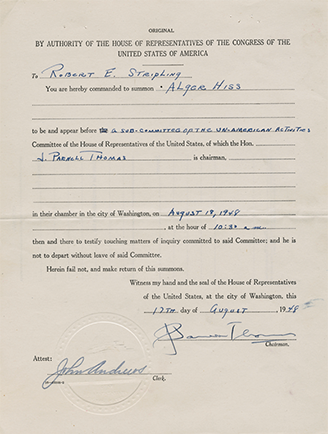 ORIGINAL
BY AUTHORITY OF THE HOUSE OF REPRESENTATIVES OF THE CONGRESS OF THE
UNITED STATES OF AMERICA
To ROBERT E. STRIPLING
You are hereby commanded to summon ALGER HISS
to be and appear before the A SUB-COMMITTEE OF THE UN-AMERICAN ACTIVITIES
Committee of the House of Representatives of the United States, of which the Hon.
J. PARNELL THOMAS is chairman.
in their chamber in the city of Washington, on AUGUST 18, 1948
, at the hour of 10:30 a.m.
then and there to testify touching matters of inquiry committed to said Committee; and he is
not to depart without leave of said Committee.
Herein fail not, and make return of this summons.
Witness my hand and the seal of the House of Representatives
of the United States, at the city of Washington, this
17TH day of AUGUST, 1948
J Parnell Thomas
Chairman.
Attest:
John Andrews
Clerk.